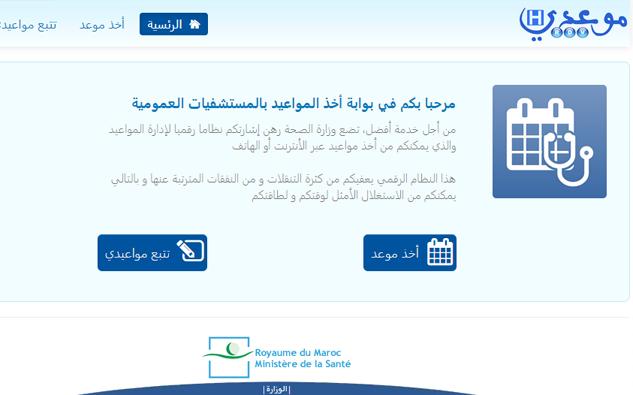 موعدي
H
RDV
الرئسية
أخذ موعد
تتبع مواعيدي
مرحبا بكم في بوابة أخذ المواعيد بالمستشفيات العمومية
من أجل خدمة أفضل، تضع وزارة الصحة رهن إشارتكم نظاما رقميا لإدارة المواعيد
والذي يمكنكم من أخذ مواعيد عبر الأنترنت أو الهاتف
هذا النظام الرقمي يعفيكم من كثرة التنقلات و من النفقات المترتبة عنها و بالتالي
يمكنكم من الاستغلال الأمثل لوقتكم و لطاقتكم
أخذ موعد
تتبع مواعيدي
Royaume du Maroc
Ministère de la Santé
| الوزارة |